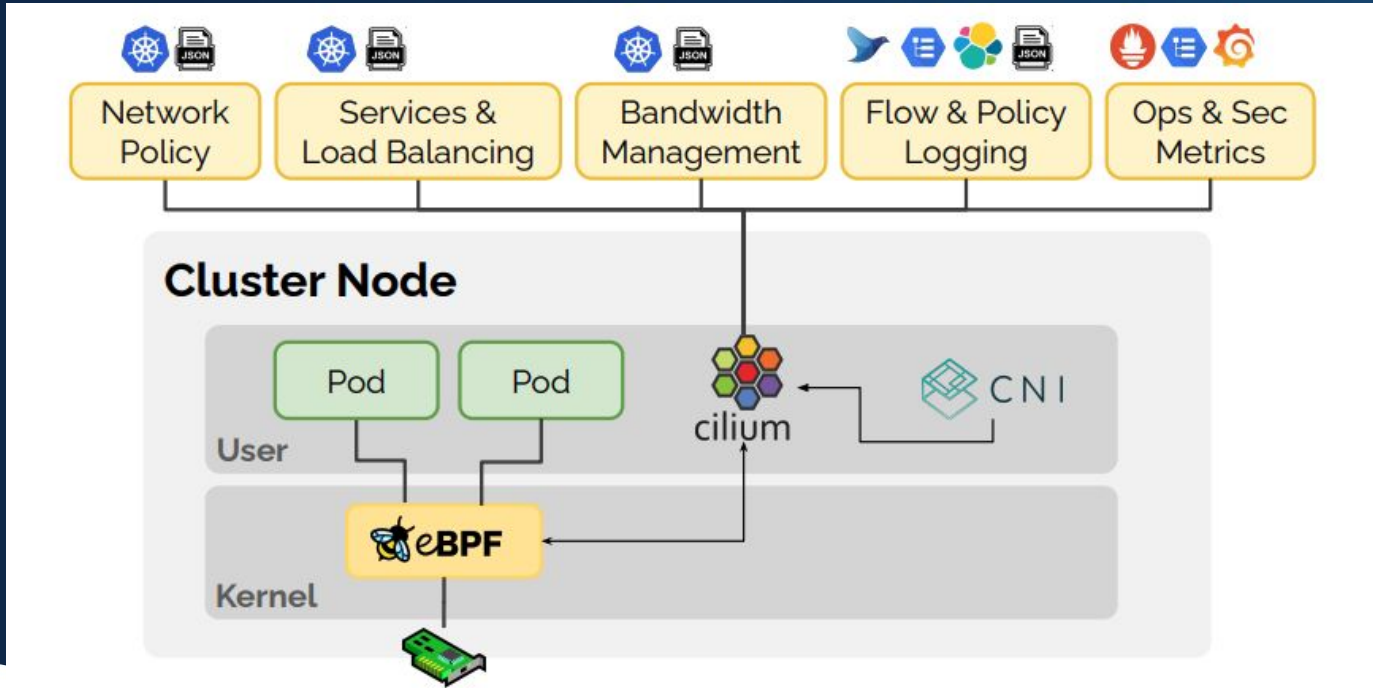 JSON
JSON
JSON
JSON
Network
Policy
Services &
Load Balancing
Bandwidth
Management
Flow & Policy
Logging
Ops & Sec
Metrics
Cluster Node
Pod
Pod
cilium
CNI
User
eBPF
Kernel